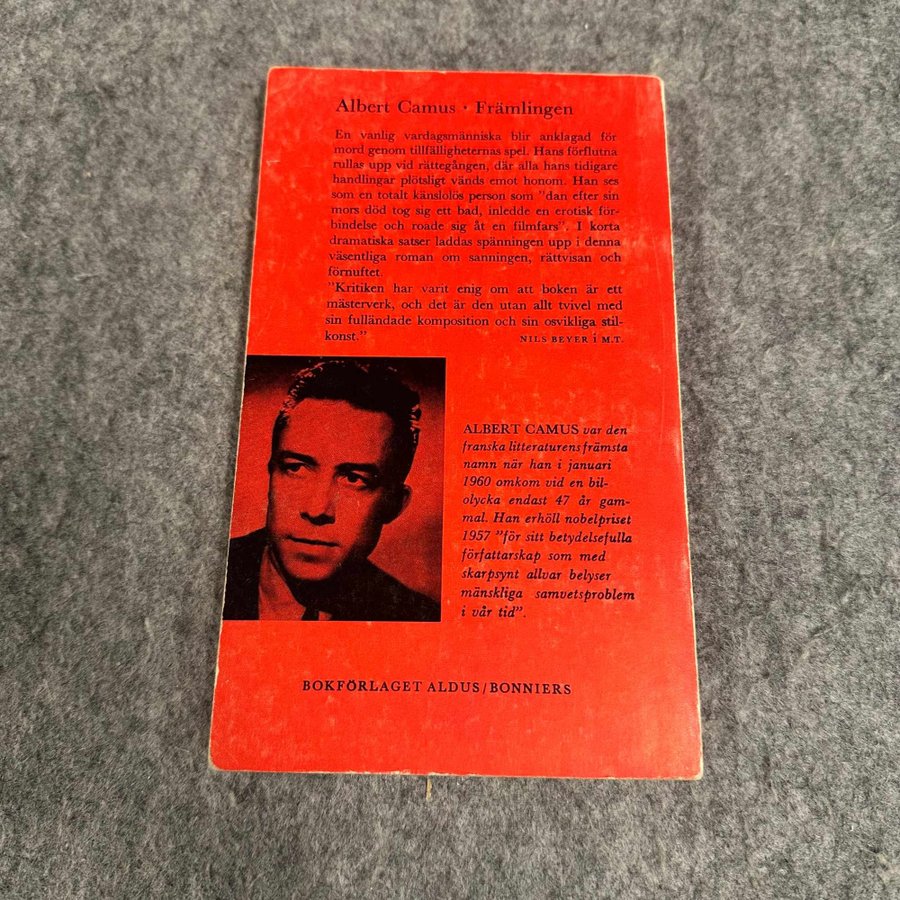 Albert Camus · Främlingen
En vanlig vardagsmänniska blir anklagad för
mord genom tillfälligheternas spel. Hans förflutna
rullas upp vid rättegången, där alla hans tidigare
handlingar plötsligt vänds emot honom. Han ses
som en totalt känslolös person som "dan efter sin
mors död tog sig ett bad, inledde en erotisk för-
bindelse och roade sig åt en filmfars". I korta
dramatiska satser laddas spänningen upp i denna
väsentliga roman om sanningen, rättvisan och
förnuftet.
"Kritiken har varit enig om att boken är ett
mästerverk, och det är den utan allt tvivel med
sin fulländade komposition och sin osvikliga stil-
konst." NILS BEYER i M.T.
ALBERT CAMUS var den
franska litteraturens främsta
namn när han i januari
1960 omkom vid en bil-
olycka endast 47 år gam-
mal. Han erhöll nobelpriset
1957 "för sitt betydelsefulla
författarskap som med
skarpsynt allvar belyser
mänskliga samvetsproblem
i vår tid".
BOKFÖRLAGET ALDUS/BONNIERS